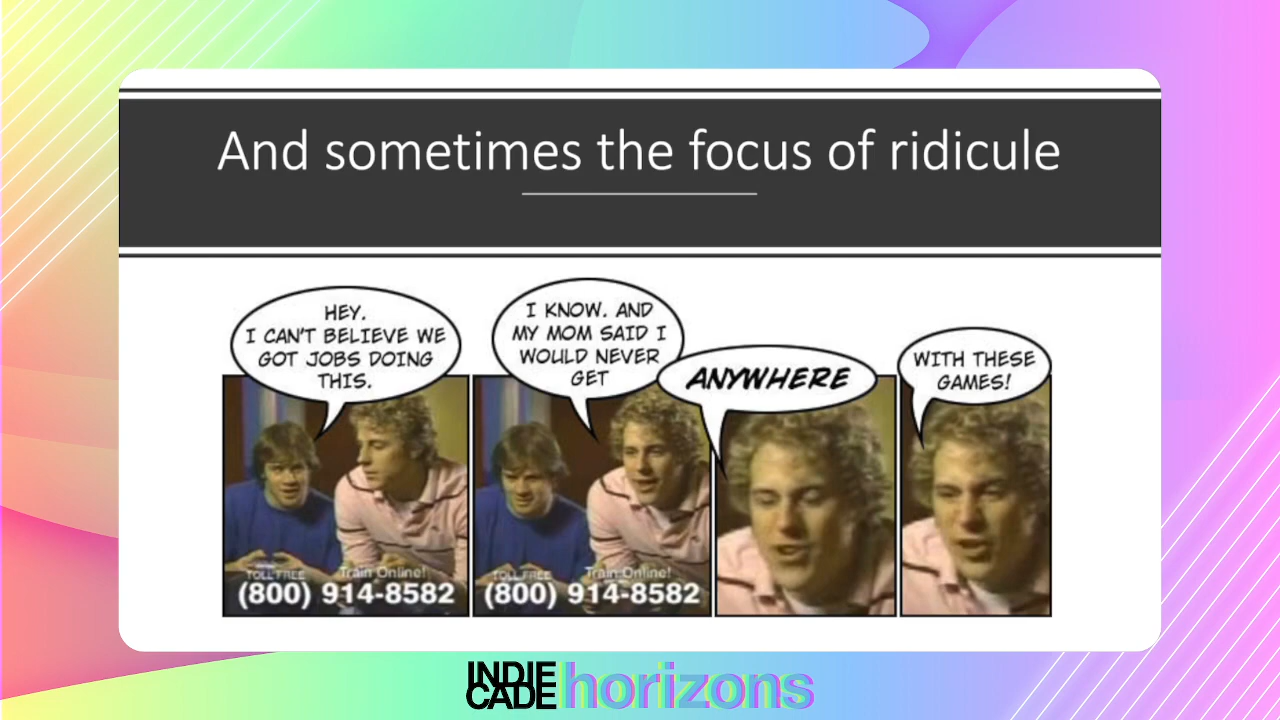 And sometimes the focus of ridicule
HEY.
I CAN'T BELIEVE WE
GOT JOBS DOING
THIS.
I KNOW. AND
MY MOM SAID I
WOULD NEVER
GET
ANYWHERE
WITH THESE
GAMES!
TOLL FREE
Train Online!
(800) 914-8582
TOLL FREE
Train Online!
(800) 914-8582
INDIE
CADE
horizons